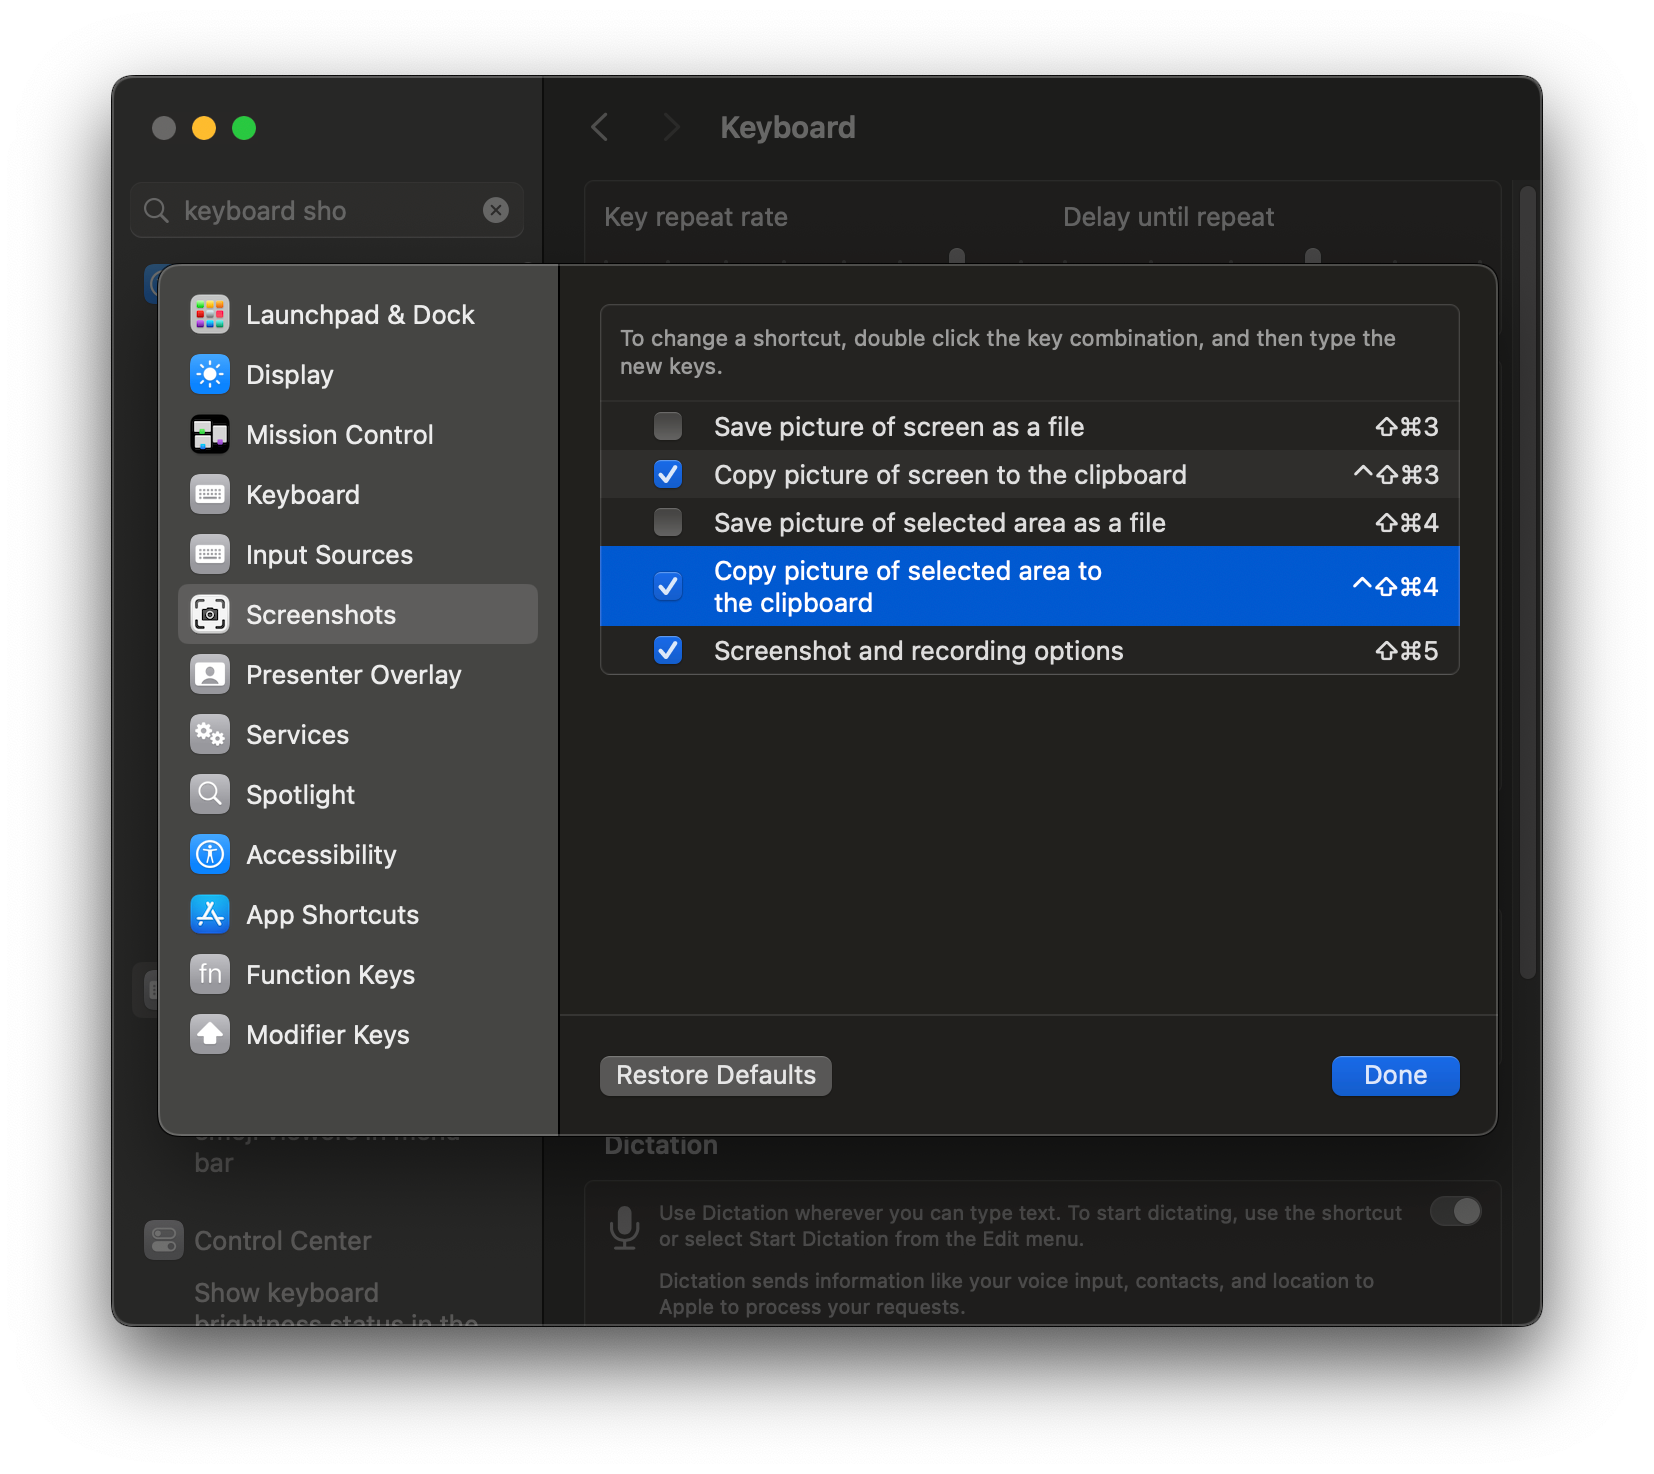 Keyboard
keyboard sho
Key repeat rate
Delay until repeat
Launchpad & Dock
Display
Mission Control
Keyboard
Input Sources
Screenshots
Presenter Overlay
Services
Spotlight
Accessibility
App Shortcuts
fn Function Keys
Modifier Keys
To change a shortcut, double click the key combination, and then type the
new keys.
Save picture of screen as a file ⇧⌘3
Copy picture of screen to the clipboard ^⇧⌘3
Save picture of selected area as a file ⇧⌘4
Copy picture of selected area to
the clipboard ^⇧⌘4
Screenshot and recording options ⇧⌘5
Restore Defaults
Done
emoji viewers in menu
bar
Control Center
Show keyboard
brightness status in the
Dictation
Use Dictation wherever you can type text. To start dictating, use the shortcut
or select Start Dictation from the Edit menu.
Dictation sends information like your voice input, contacts, and location to
Apple to process your requests.